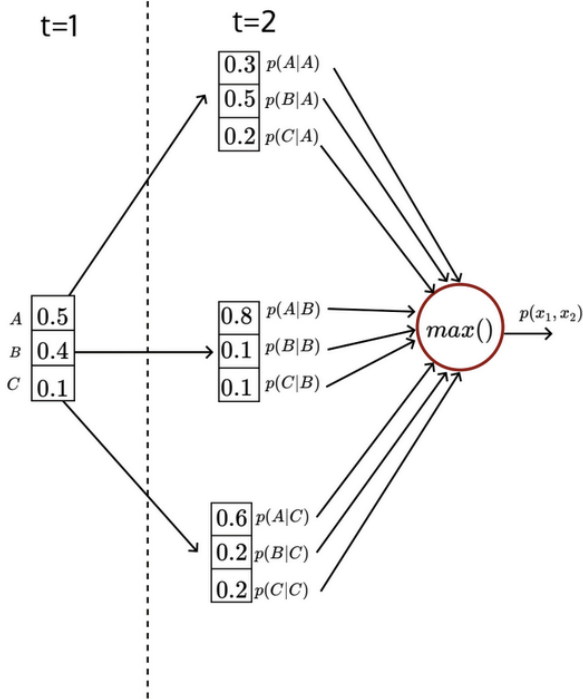 t=1
t=2
0.3 p(A|A)
0.5 p(B|A)
0.2 p(C|A)
A 0.5
B 0.4
C 0.1
0.8 p(A|B)
0.1 p(B|B)
0.1 p(C|B)
max()
p(x₁, x₂)
0.6 p(A|C)
0.2 p(B|C)
0.2 p(C|C)